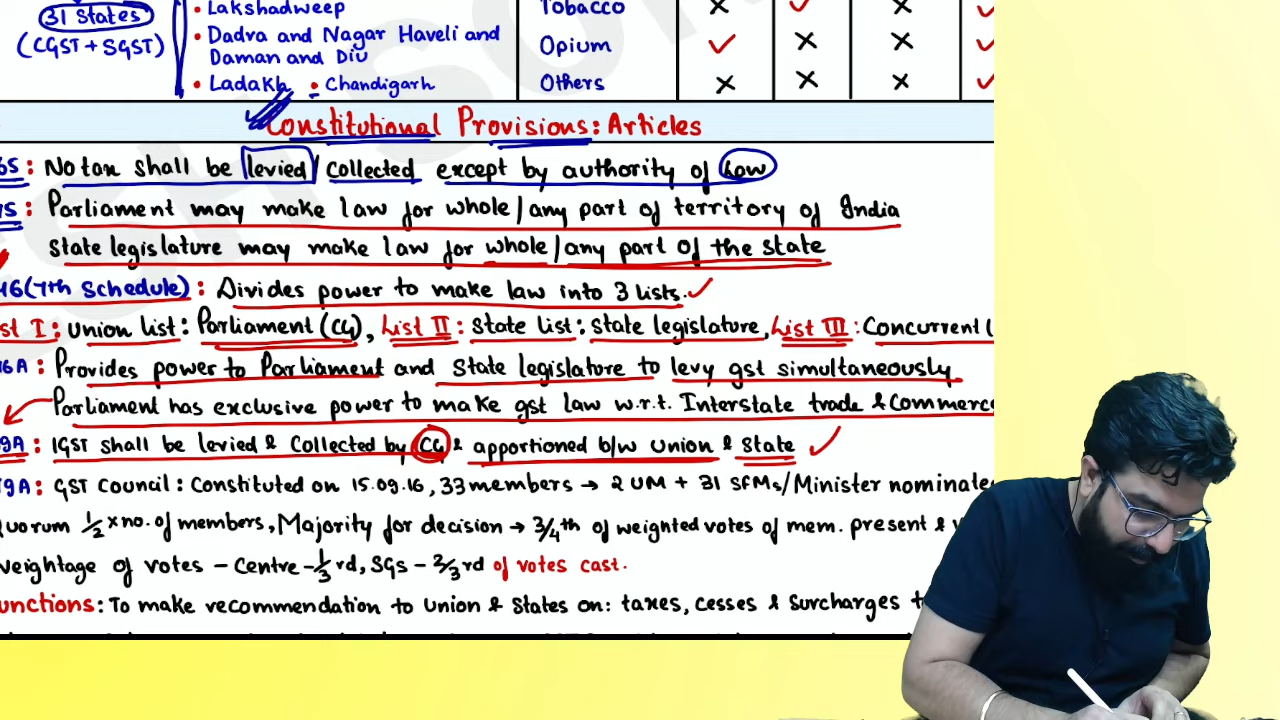 31 States
(CGST + SGST)
• Lakshadweep
• Dadra and Nagar Haveli and
Daman and Diu
• Ladakh • Chandigarh
Tobacco × ✓ × ✓
Opium ✓ × × ✓
Others × × × ✓
Constitutional Provisions: Articles
65: No tax shall be levied/collected except by authority of Law
45: Parliament may make law for whole/any part of territory of India
State legislature may make law for whole/any part of the state
46(7th Schedule): Divides power to make law into 3 lists. ✓
st I: Union list: Parliament (CG), List II: State list: State legislature, List III: Concurrent (
46A: Provides power to Parliament and State legislature to levy gst simultaneously
Parliament has exclusive power to make gst law w.r.t. Interstate trade & Commerce
69A: IGST shall be levied & Collected by CG & apportioned b/w Union & State ✓
79A: GST Council: Constituted on 15.09.16, 33 members → 2 UM + 31 SFMs/Minister nominate
Quorum 1/2 × no. of members, Majority for decision → 3/4th of weighted votes of mem. present &
weightage of votes - Centre - 1/3rd, SGs - 2/3rd of votes cast.
unctions: To make recommendation to Union & States on: taxes, cesses & Surcharges t